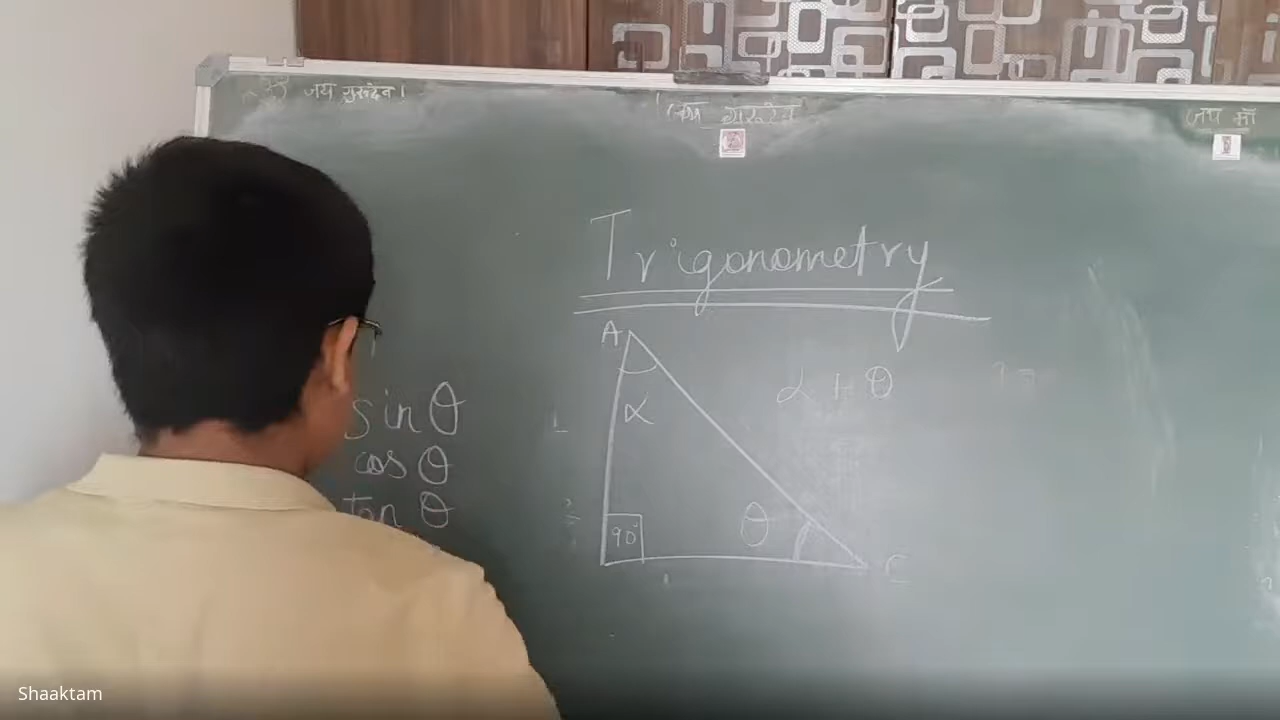 जय गुरुदेव।
जय गुरुदेव
जय माँ
Trigonometry
A
α
α + θ
sin θ
cos θ
tan θ
θ
90°
C
Shaaktam